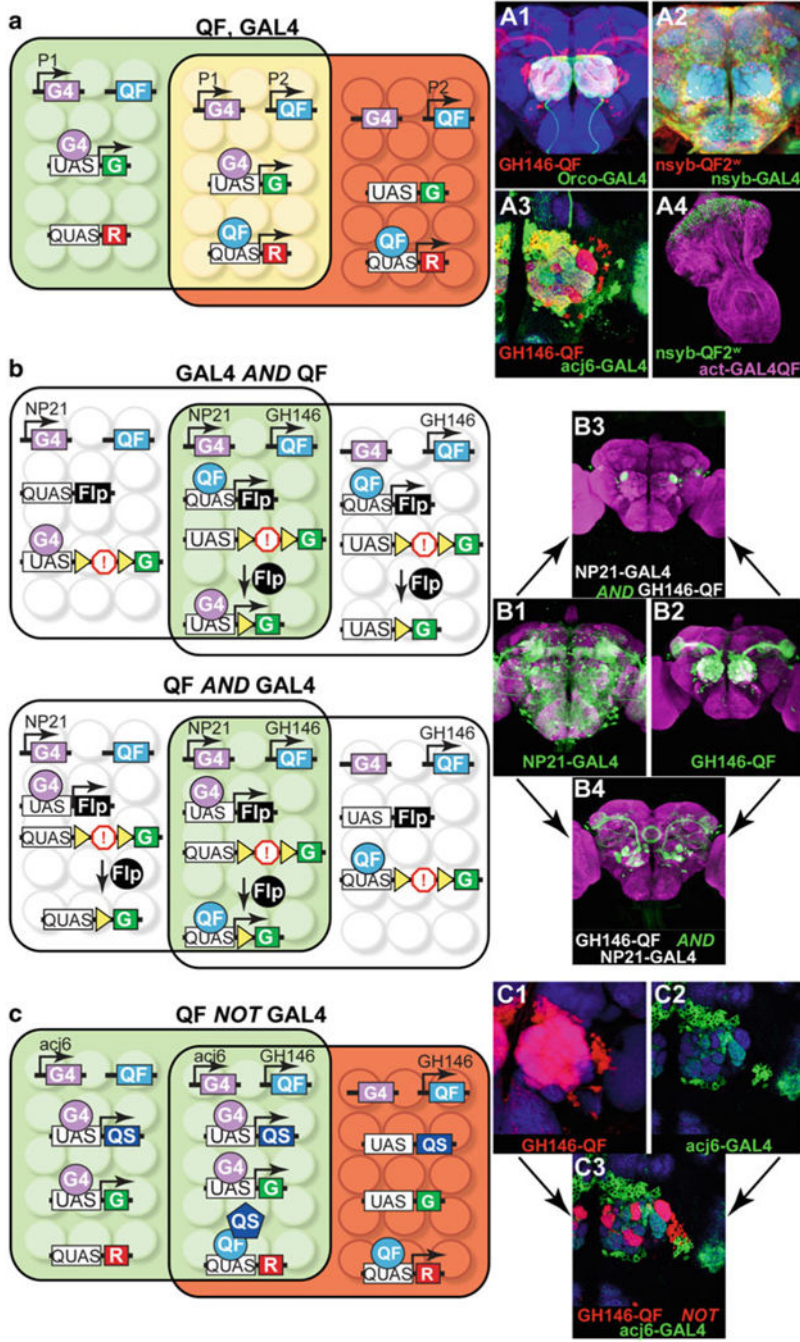 a
QF, GAL4
P1
G4
QF
G4
UAS
G
QUAS
R
P1
P2
G4
QF
G4
UAS
G
QF
QUAS
R
P2
G4
QF
UAS
G
QF
QUAS
R
A1
GH146-QF
Orco-GAL4
A2
nsyb-QF2w
nsyb-GAL4
A3
GH146-QF
acj6-GAL4
A4
nsyb-QF2w
act-GAL4QF
b
GAL4 AND QF
NP21
G4
QF
QUAS
Flp
G4
UAS
!
G
NP21
GH146
G4
QF
QF
QUAS
Flp
UAS
!
G
Flp
G4
UAS
G
GH146
G4
QF
QF
QUAS
Flp
UAS
!
G
Flp
UAS
G
QF AND GAL4
NP21
G4
QF
G4
UAS
Flp
QUAS
!
G
Flp
QUAS
G
NP21
GH146
G4
QF
G4
UAS
Flp
QUAS
!
G
Flp
QF
QUAS
G
GH146
G4
QF
UAS
Flp
QF
QUAS
!
G
B3
NP21-GAL4
AND GH146-QF
B1
NP21-GAL4
B2
GH146-QF
B4
GH146-QF AND
NP21-GAL4
c
QF NOT GAL4
acj6
G4
QF
G4
UAS
QS
G4
UAS
G
QUAS
R
acj6
GH146
G4
QF
G4
UAS
QS
G4
UAS
G
QS
QF
QUAS
R
GH146
G4
QF
UAS
QS
UAS
G
QF
QUAS
R
C1
GH146-QF
C2
acj6-GAL4
C3
GH146-QF NOT
acj6-GAL4